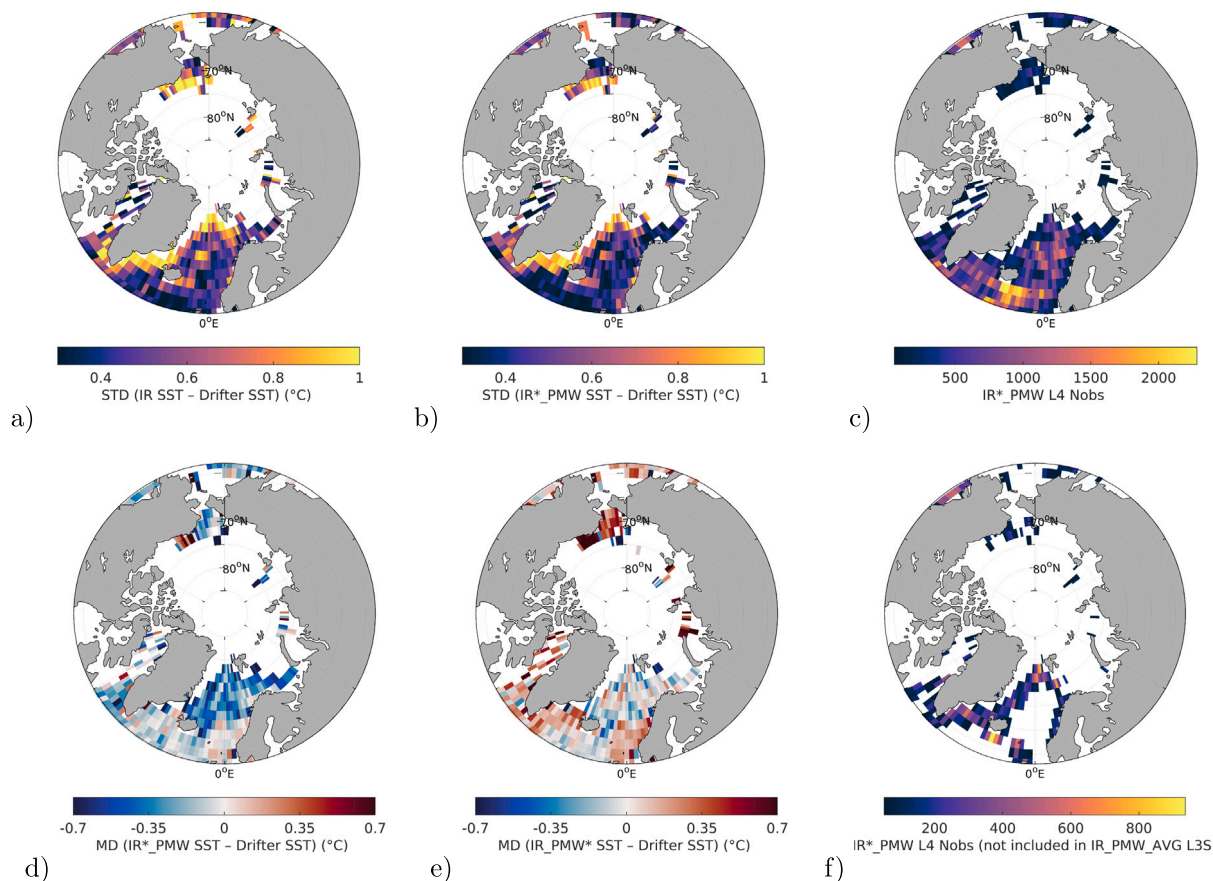 70°N
80°N
0°E
0.4 0.6 0.8 1
STD (IR SST – Drifter SST) (°C)
a)
70°N
80°N
0°E
0.4 0.6 0.8 1
STD (IR*_PMW SST – Drifter SST) (°C)
b)
70°N
80°N
0°E
500 1000 1500 2000
IR*_PMW L4 Nobs
c)
70°N
80°N
0°E
-0.7 -0.35 0 0.35 0.7
MD (IR*_PMW SST – Drifter SST) (°C)
d)
70°N
80°N
0°E
-0.7 -0.35 0 0.35 0.7
MD (IR_PMW* SST – Drifter SST) (°C)
e)
70°N
80°N
0°E
200 400 600 800
IR*_PMW L4 Nobs (not included in IR_PMW_AVG L3S
f)